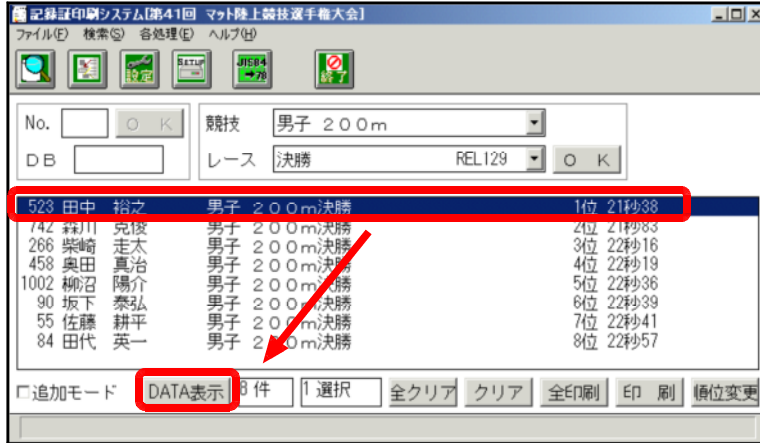 記録証印刷システム[第41回 マット陸上競技選手権大会]
ファイル(F) 検索(S) 各処理(E) ヘルプ(H)
設定 SETUP JIS84 →78 終了
No. OK 競技 男子 200m
DB レース 決勝 REL129 OK
523 田中 裕之 男子 200m決勝 1位 21秒38
742 森川 克俊 男子 200m決勝 2位 21秒83
266 柴崎 走太 男子 200m決勝 3位 22秒16
458 奥田 真治 男子 200m決勝 4位 22秒19
1002 柳沼 陽介 男子 200m決勝 5位 22秒36
90 坂下 泰弘 男子 200m決勝 6位 22秒39
55 佐藤 耕平 男子 200m決勝 7位 22秒41
84 田代 英一 男子 200m決勝 8位 22秒57
追加モード DATA表示 8件 1選択 全クリア クリア 全印刷 印刷 順位変更